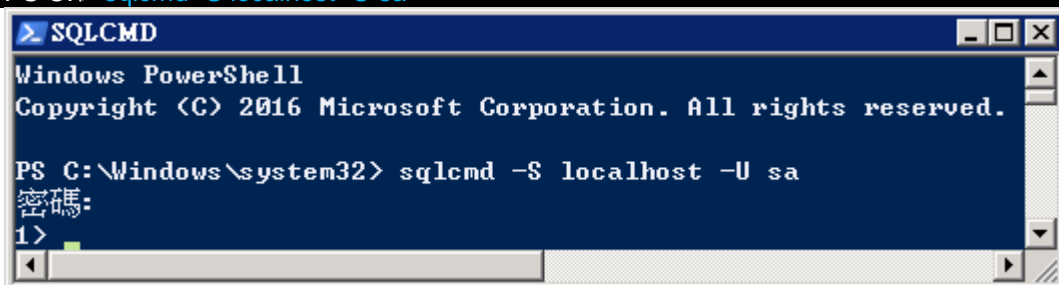 SQLCMD
Windows PowerShell
Copyright (C) 2016 Microsoft Corporation. All rights reserved.
PS C:\Windows\system32> sqlcmd -S localhost -U sa
密碼:
1>